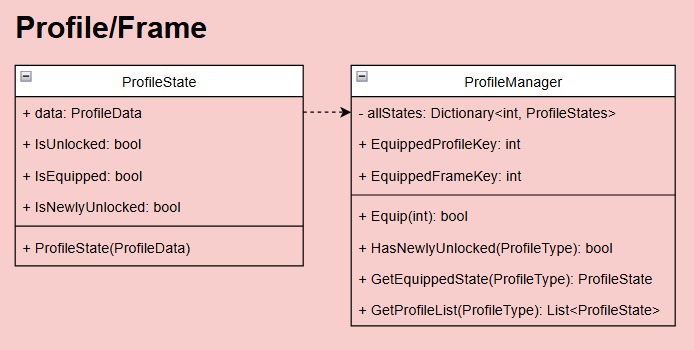 Profile/Frame
ProfileState
+ data: ProfileData
+ IsUnlocked: bool
+ IsEquipped: bool
+ IsNewlyUnlocked: bool
+ ProfileState(ProfileData)
ProfileManager
- allStates: Dictionary<int, ProfileStates>
+ EquippedProfileKey: int
+ EquippedFrameKey: int
+ Equip(int): bool
+ HasNewlyUnlocked(ProfileType): bool
+ GetEquippedState(ProfileType): ProfileState
+ GetProfileList(ProfileType): List<ProfileState>